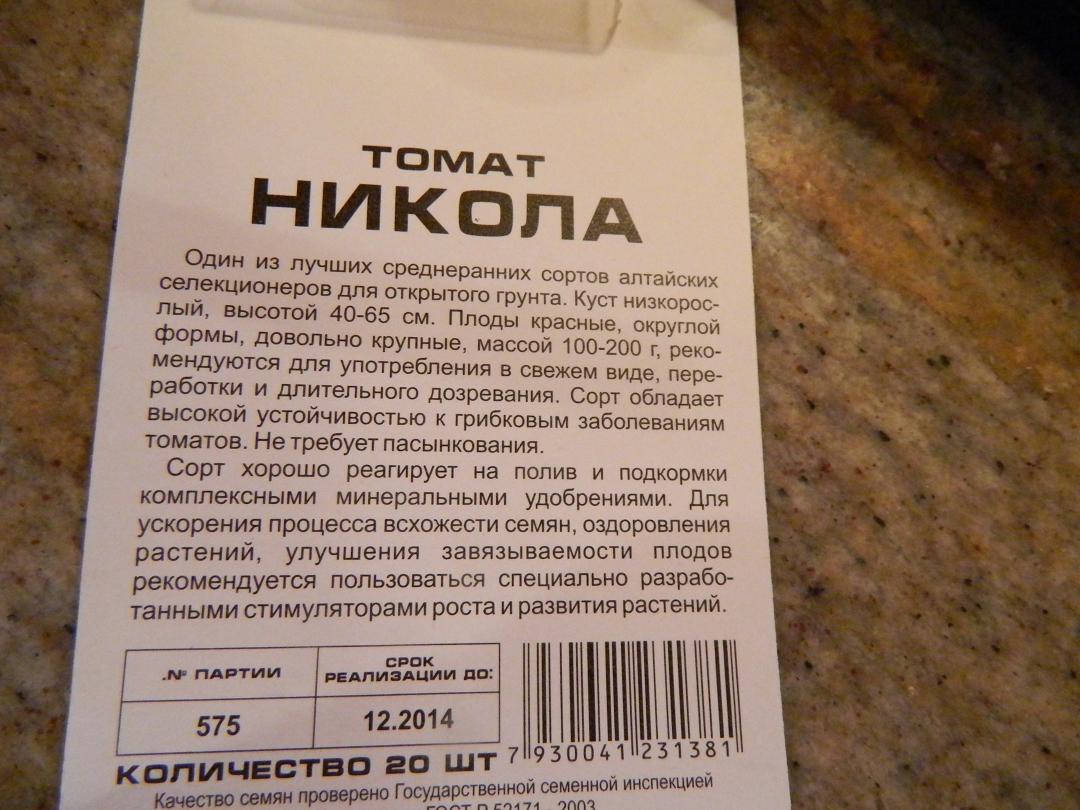 ТОМАТ
НИКОЛА
Один из лучших среднеранних сортов алтайских
селекционеров для открытого грунта. Куст низкорос-
лый, высотой 40-65 см. Плоды красные, округлой
формы, довольно крупные, массой 100-200 г, реко-
мендуются для употребления в свежем виде, пере-
работки и длительного дозревания. Сорт обладает
высокой устойчивостью к грибковым заболеваниям
томатов. Не требует пасынкования.
Сорт хорошо реагирует на полив и подкормки
комплексными минеральными удобрениями. Для
ускорения процесса всхожести семян, оздоровления
растений, улучшения завязываемости плодов
рекомендуется пользоваться специально разрабо-
танными стимуляторами роста и развития растений.
.№ ПАРТИИ
СРОК
РЕАЛИЗАЦИИ ДО:
575
12.2014
7 930041 231381
КОЛИЧЕСТВО 20 ШТ
Качество семян проверено Государственной семенной инспекцией
ГОСТ Р 52171 - 2003